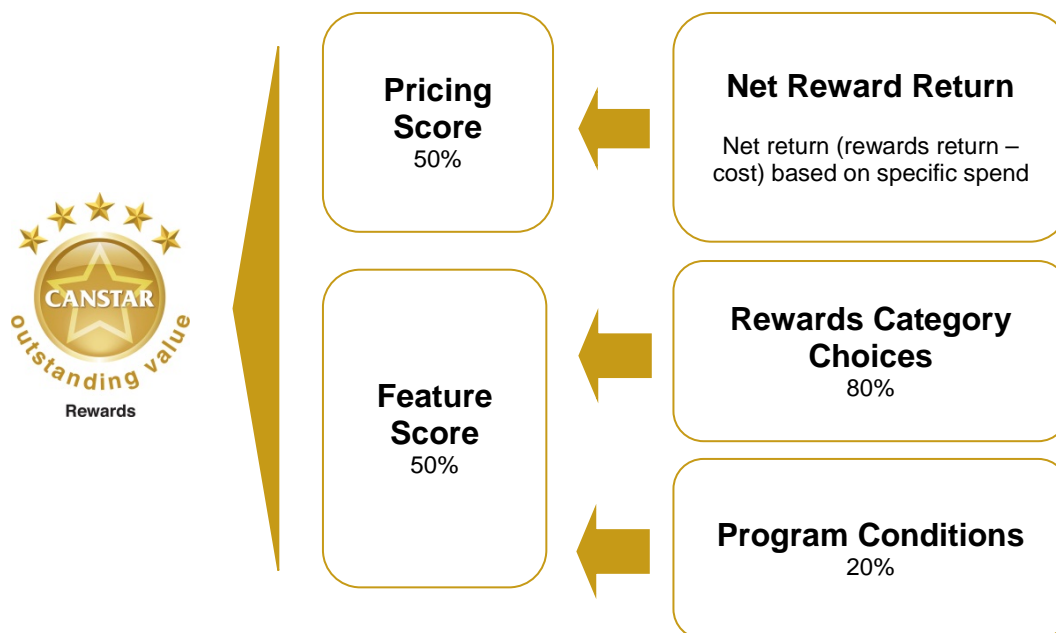 CANSTAR
outstanding value
Rewards
Pricing
Score
50%
Net Reward Return
Net return (rewards return –
cost) based on specific spend
Feature
Score
50%
Rewards Category
Choices
80%
Program Conditions
20%